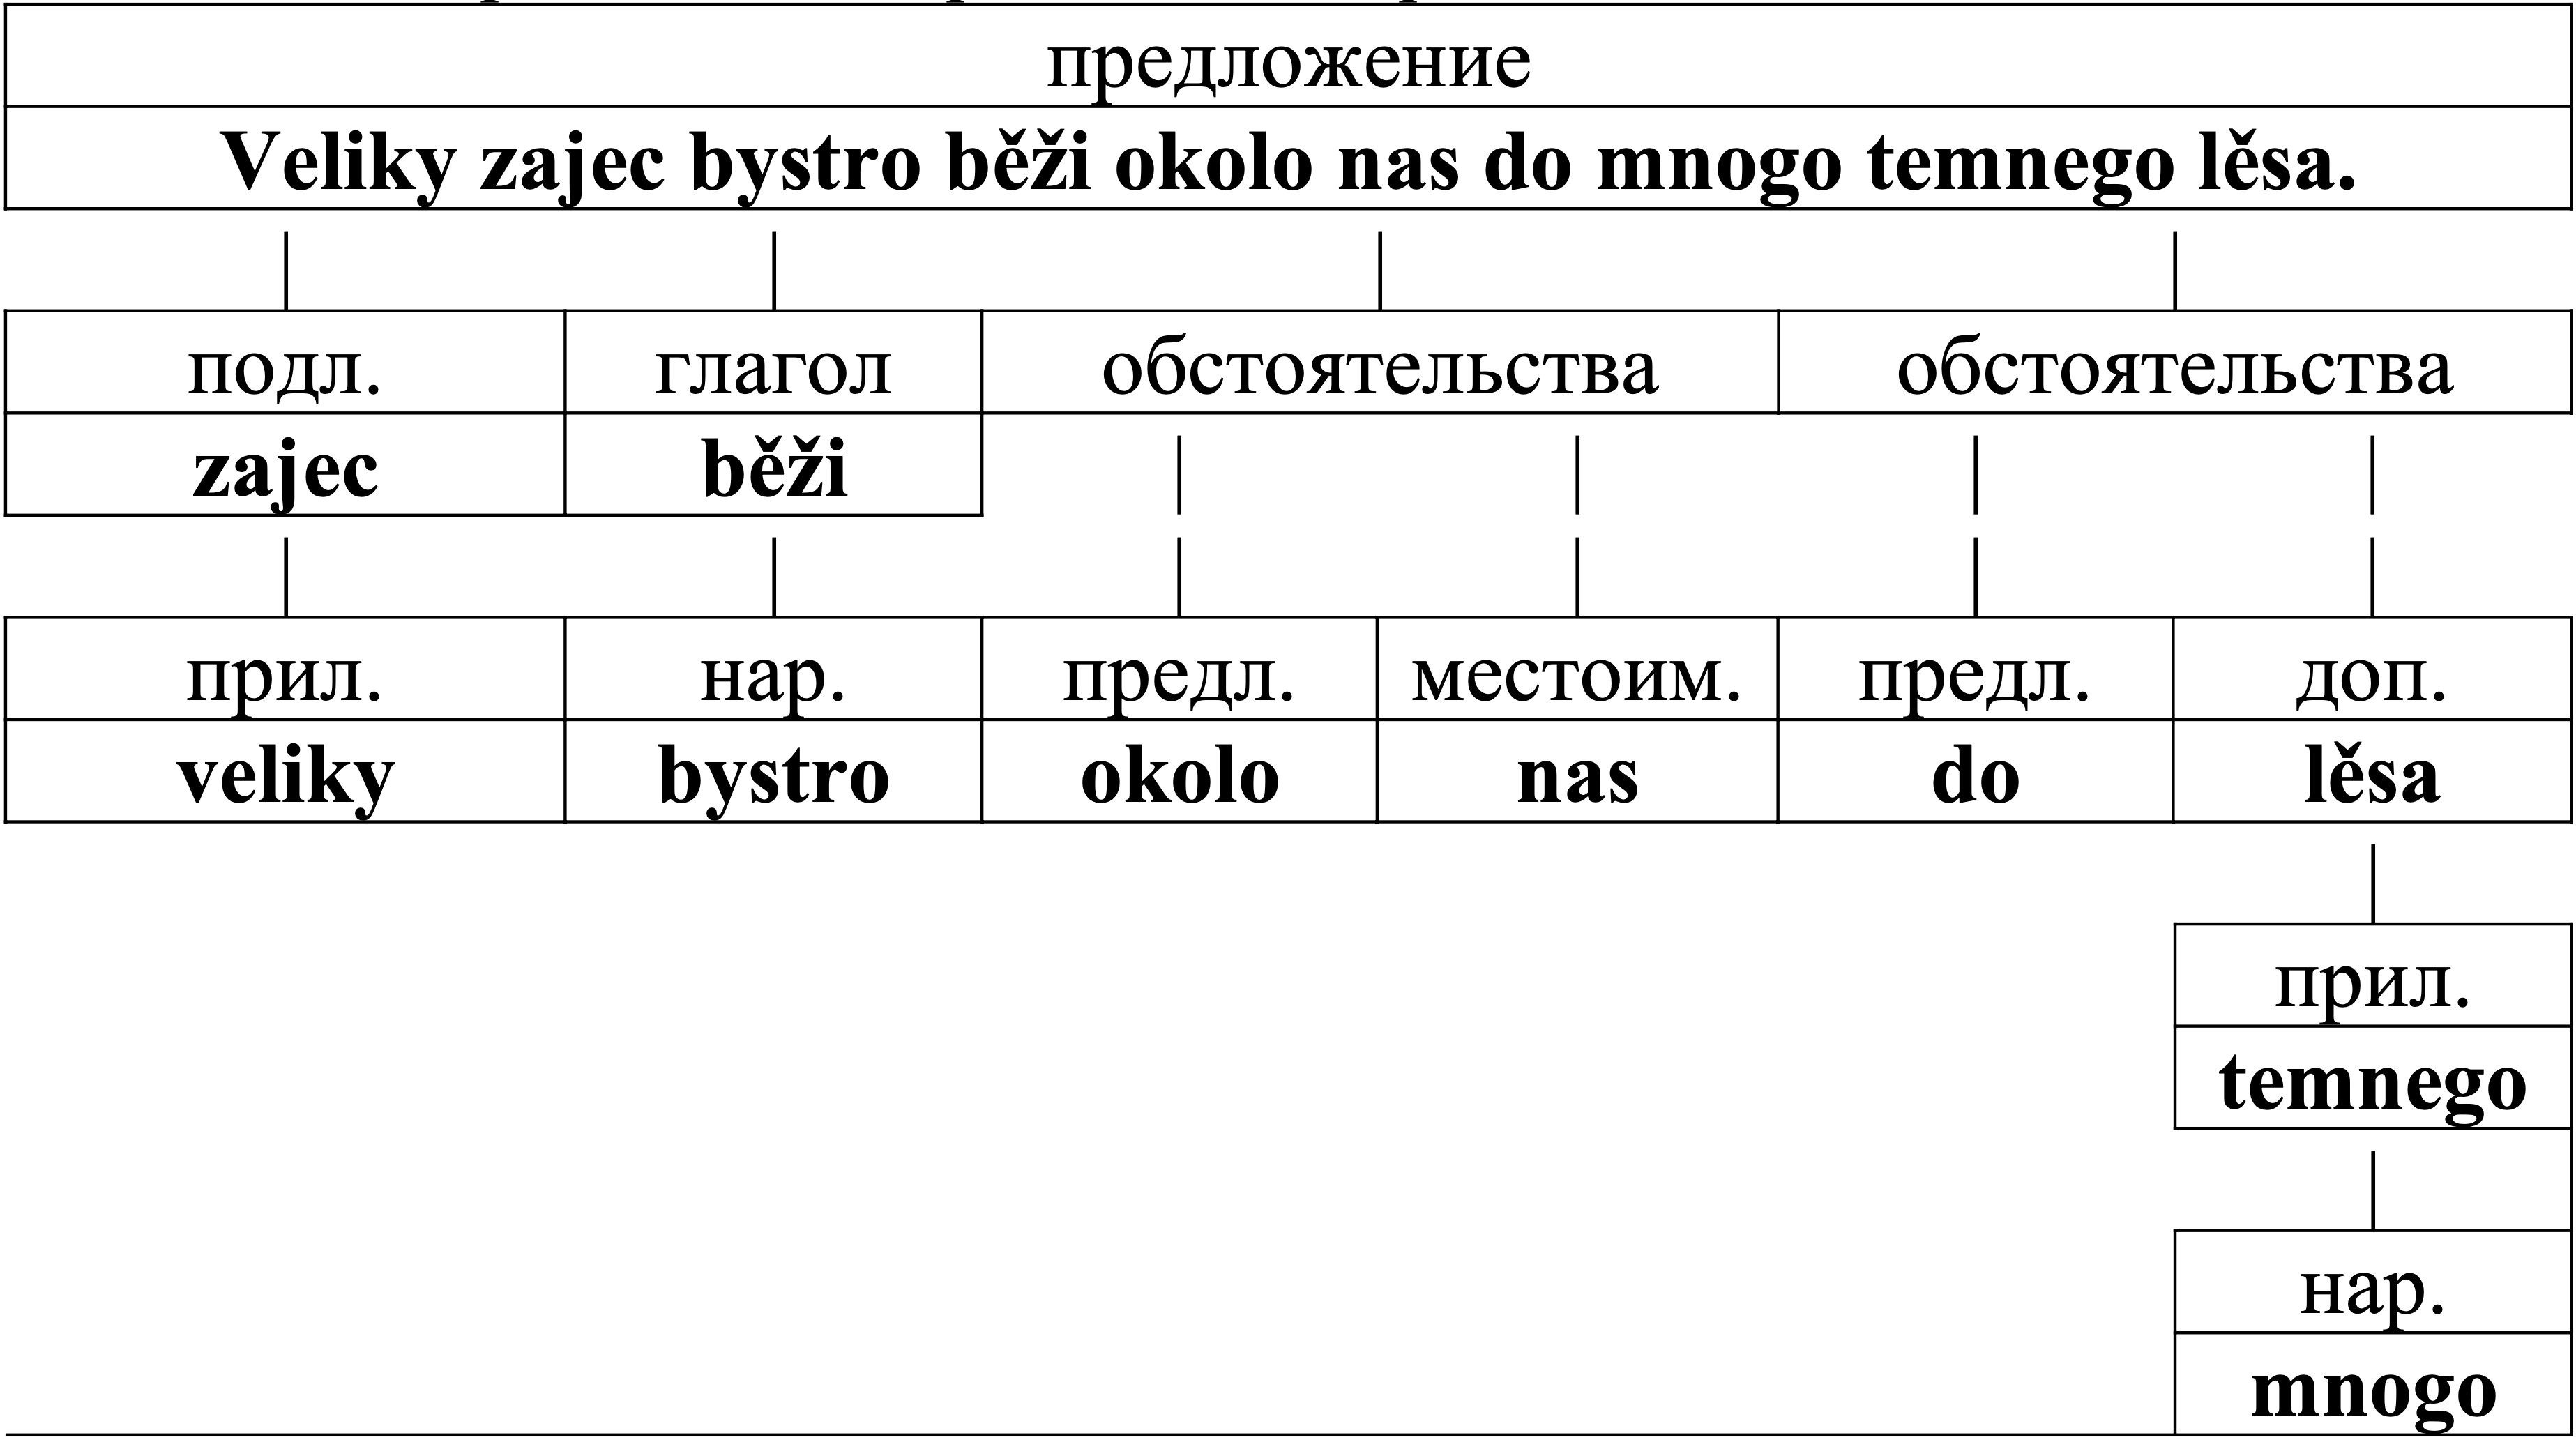 предложение
Veliky zajec bystro běži okolo nas do mnogo temnego lěsa.
подл. глагол обстоятельства обстоятельства
zajec běži
прил. нар. предл. местоим. предл. доп.
veliky bystro okolo nas do lěsa
прил.
temnego
нар.
mnogo